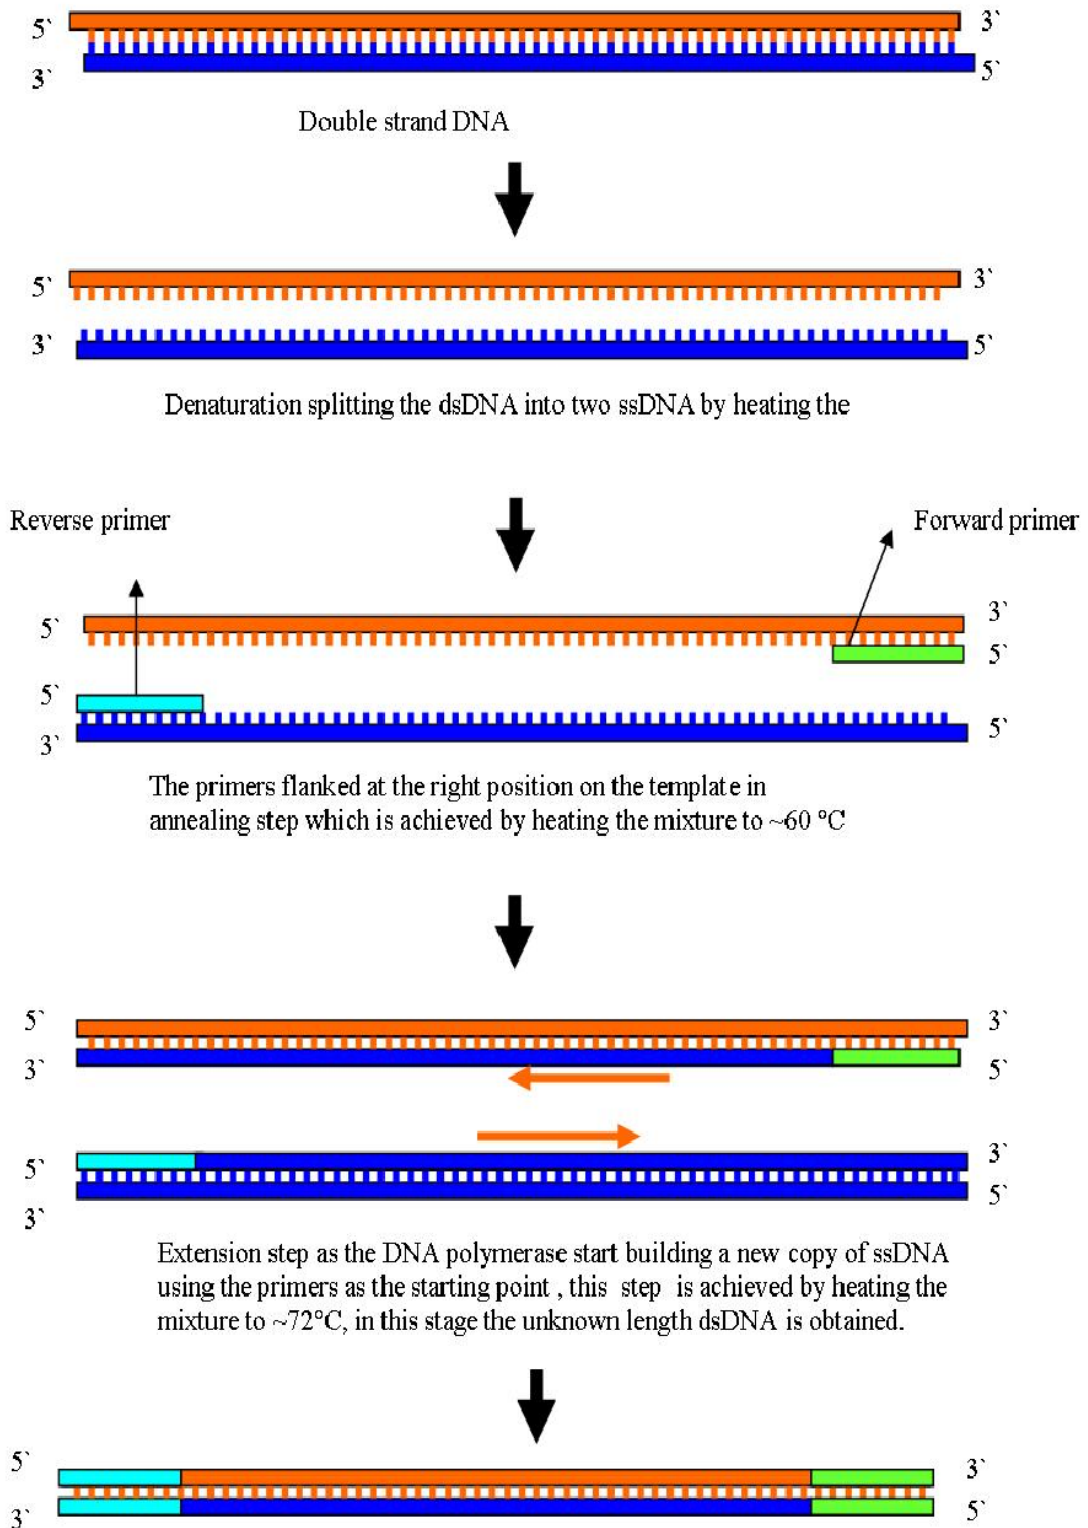 5` 3`
3` 5`
Double strand DNA
5` 3`
3` 5`
Denaturation splitting the dsDNA into two ssDNA by heating the
Reverse primer Forward primer
5` 3`
5`
5`
3` 5`
The primers flanked at the right position on the template in
annealing step which is achieved by heating the mixture to ~60 °C
5` 3`
3` 5`
5` 3`
3` 5`
Extension step as the DNA polymerase start building a new copy of ssDNA
using the primers as the starting point , this step is achieved by heating the
mixture to ~72°C, in this stage the unknown length dsDNA is obtained.
5` 3`
3` 5`